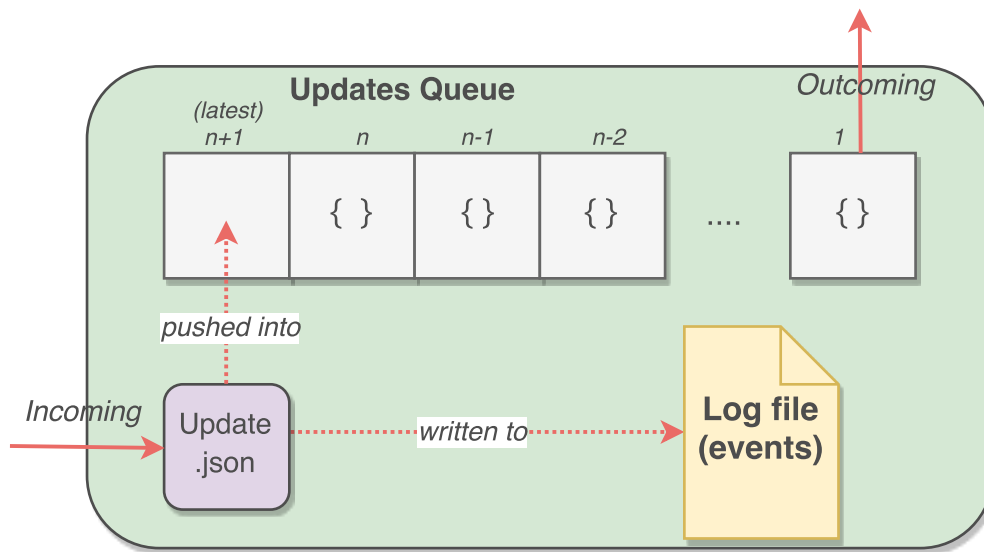 Updates Queue
Outcoming
(latest)
n+1
n
n-1
n-2
1
{ }
{ }
{ }
....
{ }
pushed into
Incoming
Update
.json
written to
Log file
(events)